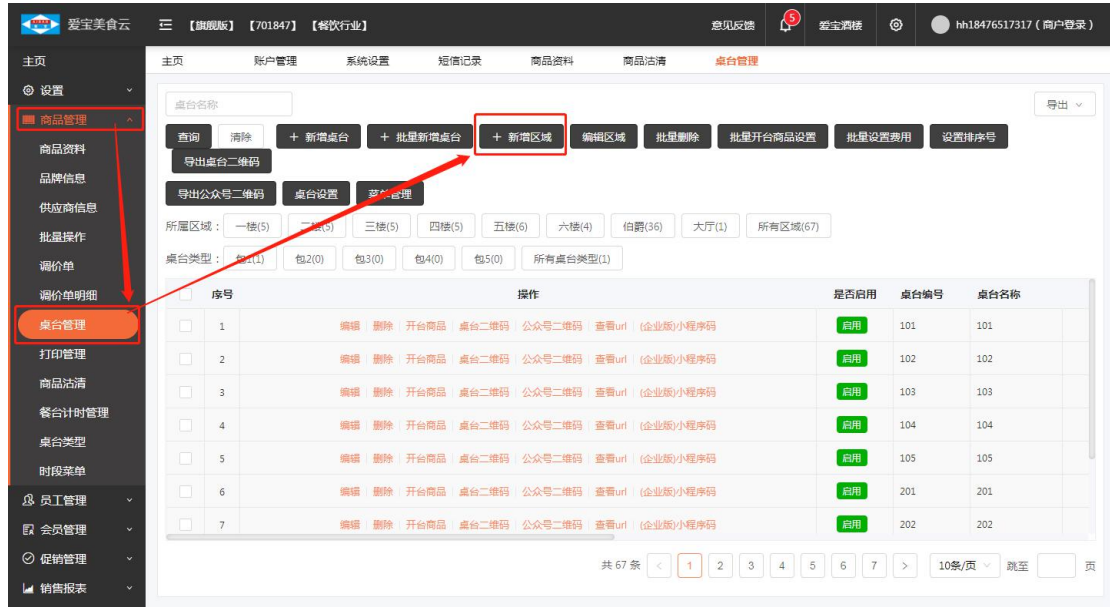 爱宝美食云
【旗舰版】 【701847】 【餐饮行业】
意见反馈
5
爱宝酒楼
hh18476517317 ( 商户登录 )
主页
设置
商品管理
商品资料
品牌信息
供应商信息
批量操作
调价单
调价单明细
桌台管理
打印管理
商品沽清
餐台计时管理
桌台类型
时段菜单
员工管理
会员管理
促销管理
销售报表
主页 账户管理 系统设置 短信记录 商品资料 商品沽清 桌台管理
桌台名称
导出
查询 清除 + 新增桌台 + 批量新增桌台 + 新增区域 编辑区域 批量删除 批量开台商品设置 批量设置费用 设置排序号
导出桌台二维码
导出公众号二维码 桌台设置 菜单管理
所属区域： 一楼(5) 二楼(5) 三楼(5) 四楼(5) 五楼(6) 六楼(4) 伯爵(36) 大厅(1) 所有区域(67)
桌台类型： 包1(1) 包2(0) 包3(0) 包4(0) 包5(0) 所有桌台类型(1)
序号 操作 是否启用 桌台编号 桌台名称
1 编辑 删除 开台商品 桌台二维码 公众号二维码 查看url (企业版)小程序码 启用 101 101
2 编辑 删除 开台商品 桌台二维码 公众号二维码 查看url (企业版)小程序码 启用 102 102
3 编辑 删除 开台商品 桌台二维码 公众号二维码 查看url (企业版)小程序码 启用 103 103
4 编辑 删除 开台商品 桌台二维码 公众号二维码 查看url (企业版)小程序码 启用 104 104
5 编辑 删除 开台商品 桌台二维码 公众号二维码 查看url (企业版)小程序码 启用 105 105
6 编辑 删除 开台商品 桌台二维码 公众号二维码 查看url (企业版)小程序码 启用 201 201
7 编辑 删除 开台商品 桌台二维码 公众号二维码 查看url (企业版)小程序码 启用 202 202
共 67 条 < 1 2 3 4 5 6 7 > 10条/页 跳至 页